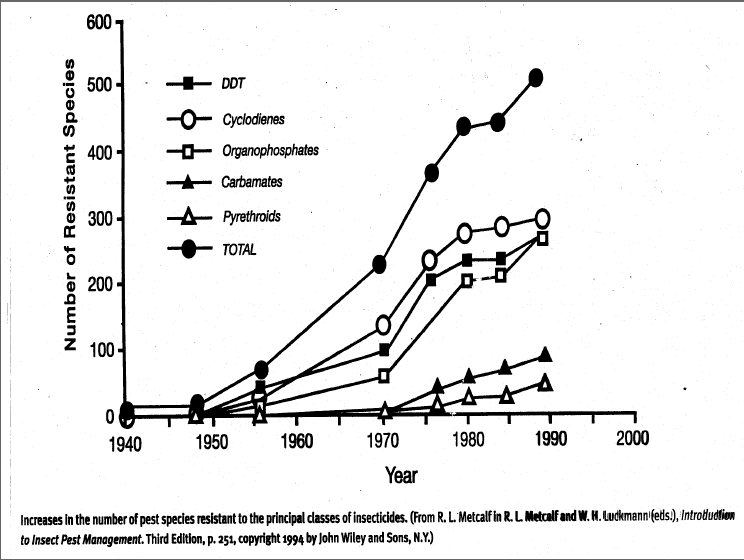 600
500
400
300
200
100
0
Number of Resistant Species
DDT
Cyclodienes
Organophosphates
Carbamates
Pyrethroids
TOTAL
1940 1950 1960 1970 1980 1990 2000
Year
Increases in the number of pest species resistant to the principal classes of insecticides. (From R. L. Metcalf in R. L. Metcalf and W. H. Luckmann (eds.), Introduction
to Insect Pest Management. Third Edition, p. 251, copyright 1994 by John Wiley and Sons, N.Y.)